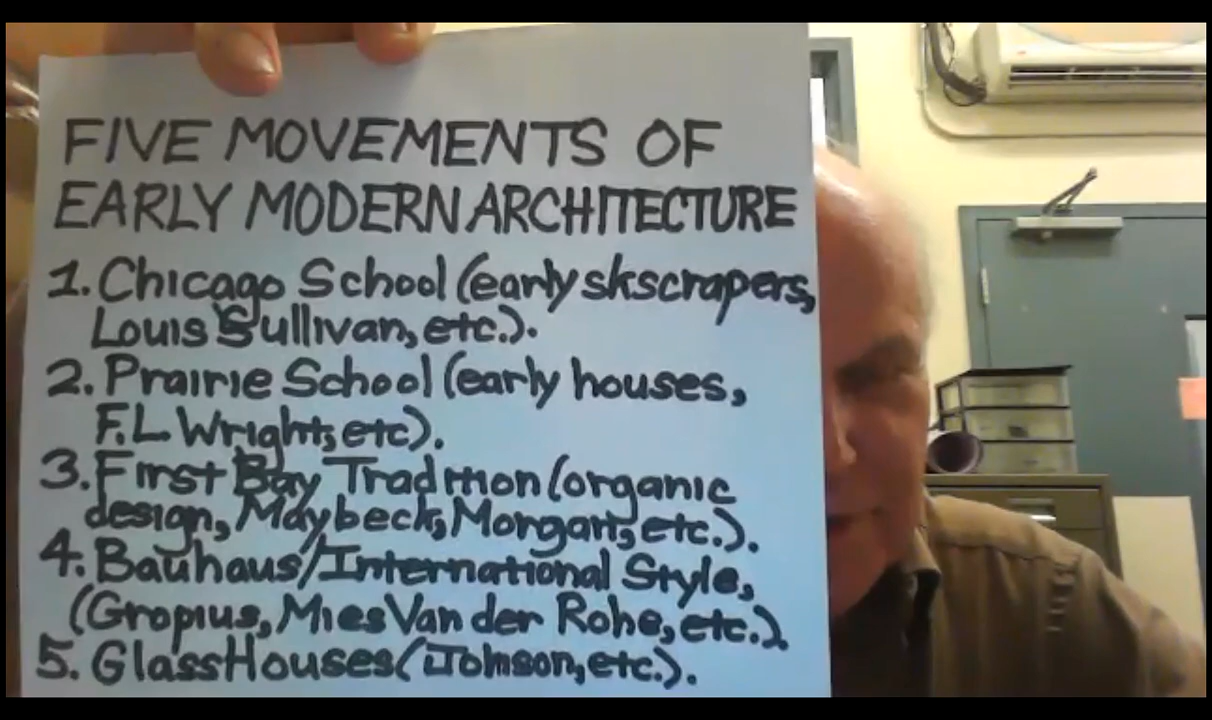 FIVE MOVEMENTS OF
EARLY MODERN ARCHITECTURE
1. Chicago School (early skscrapers,
Louis Sullivan, etc.).
2. Prairie School (early houses,
F.L. Wright, etc).
3. First Bay Tradition (organic
design, Maybeck, Morgan, etc.).
4. Bauhaus/International Style,
(Gropius, Mies Van der Rohe, etc.).
5. Glass Houses (Johnson, etc.).